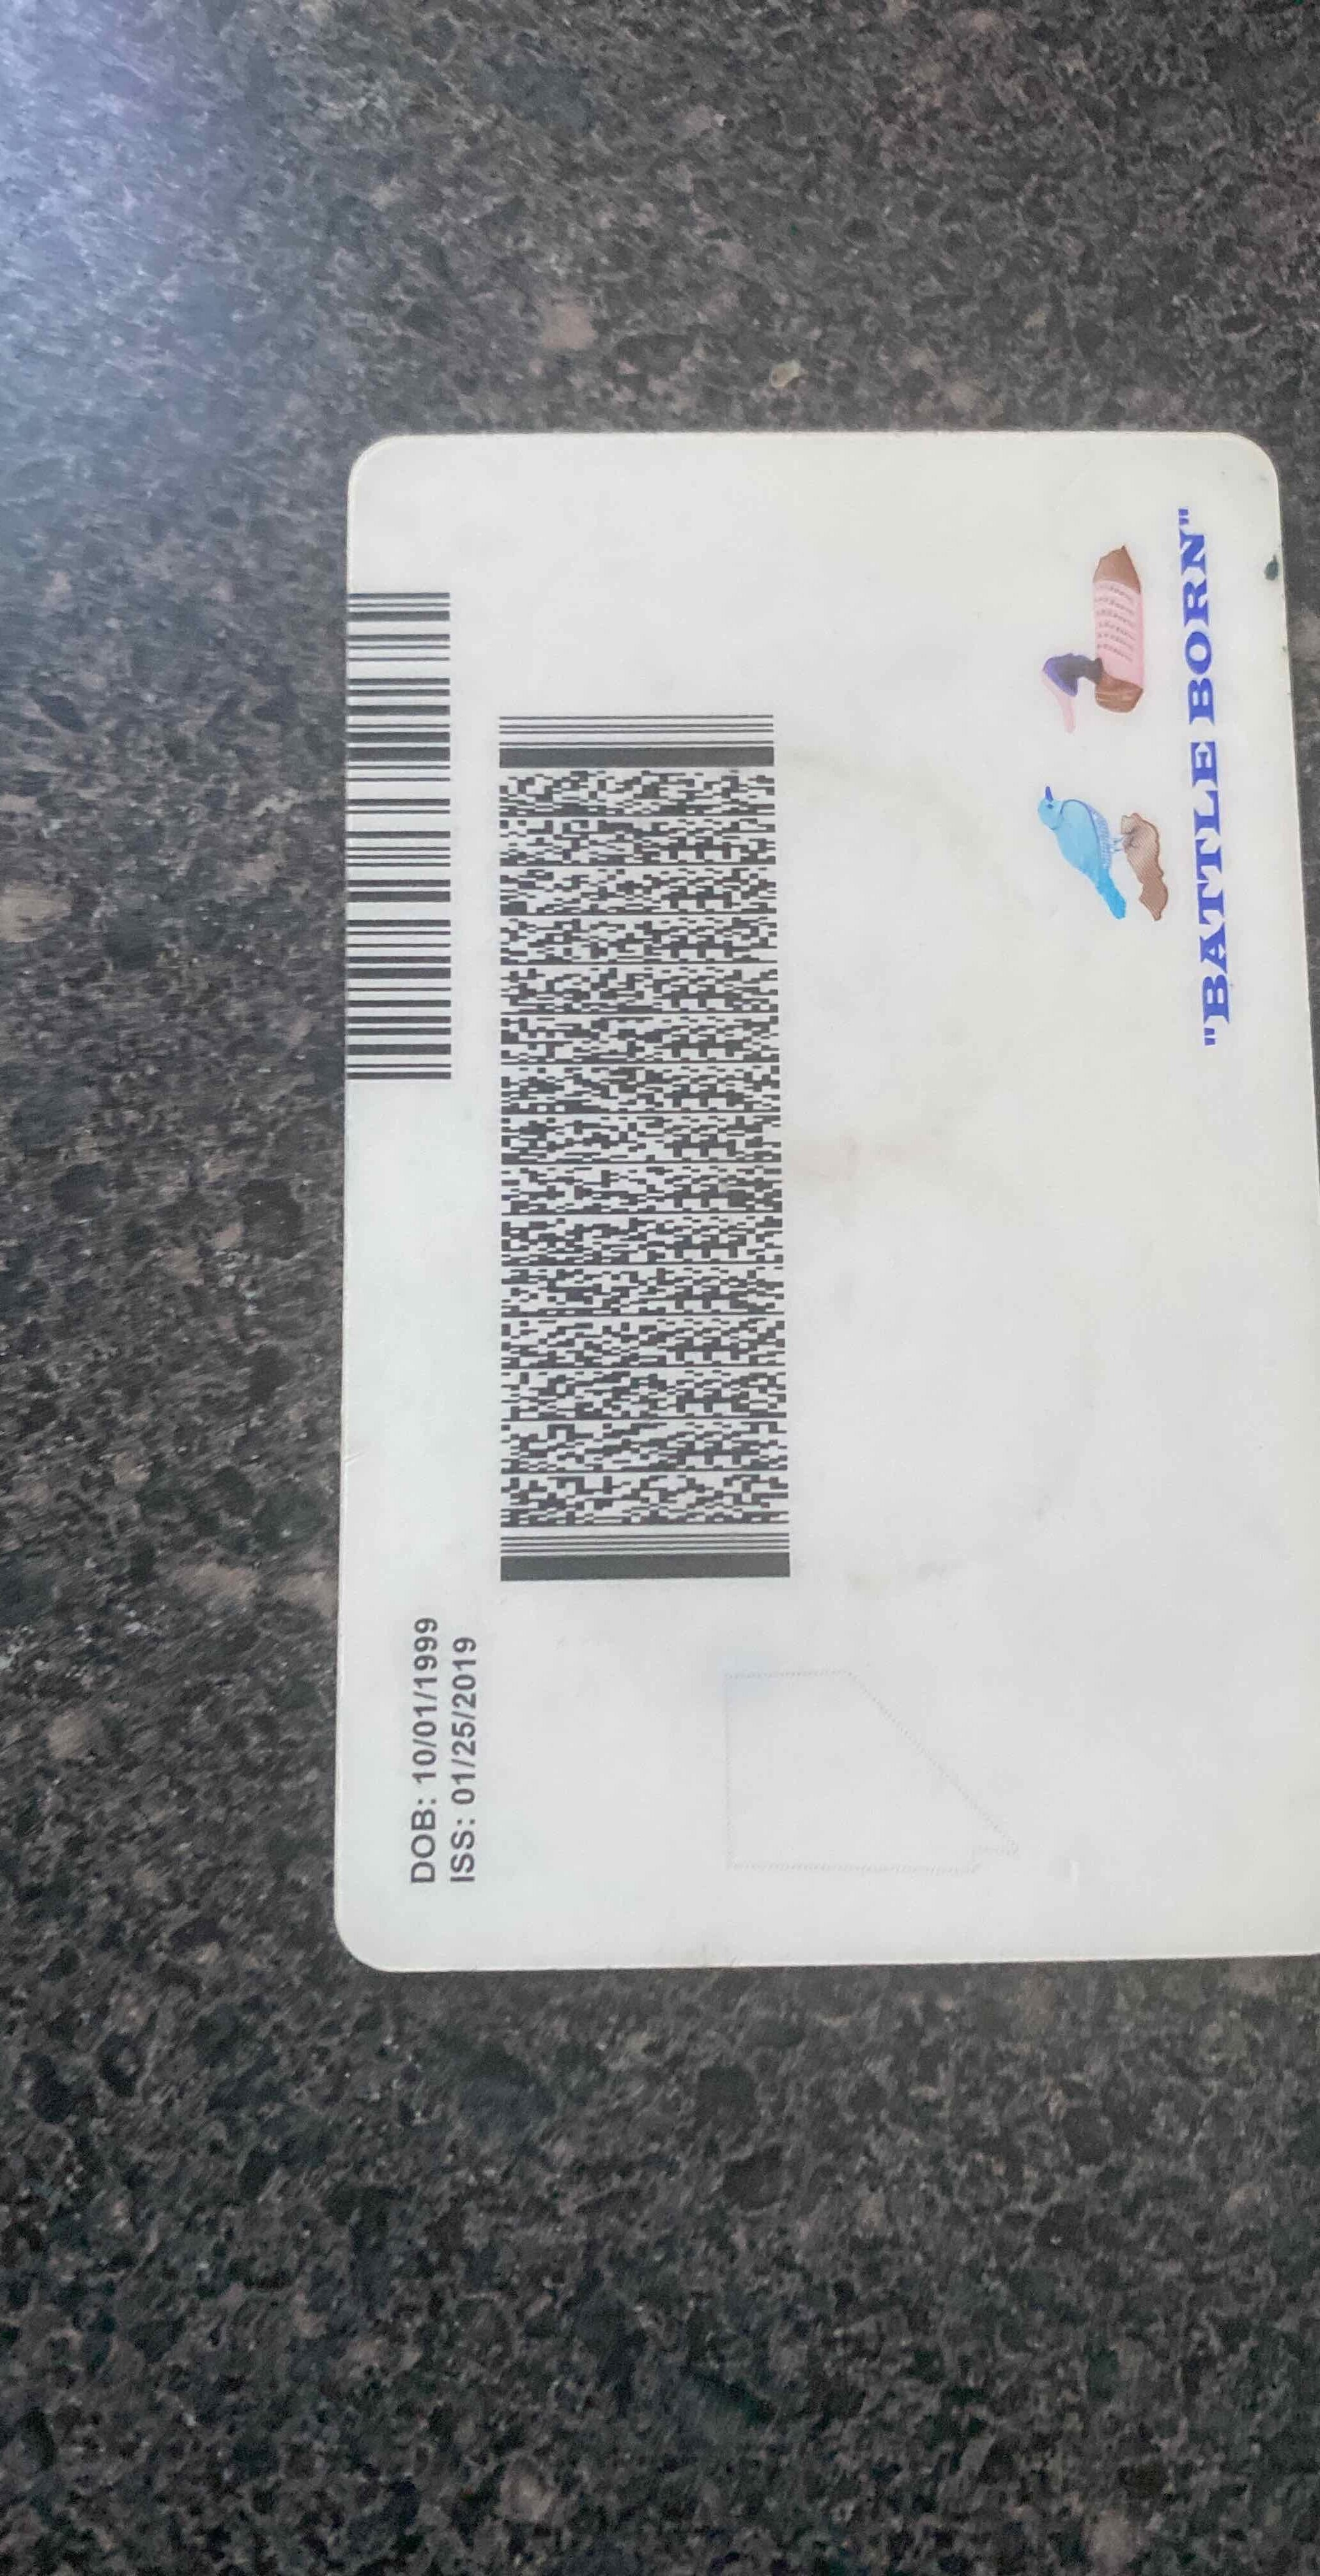 DOB: 10/01/1999
ISS: 01/25/2019
"BATTLE BORN"